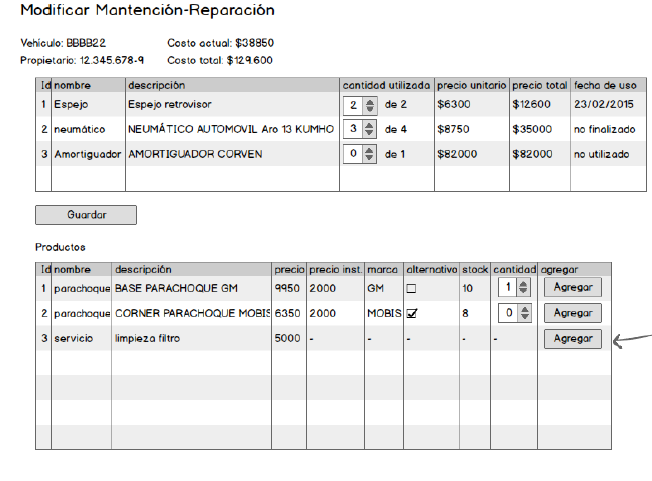 Modificar Mantención-Reparación
Vehículo: BBBB22 Costo actual: $38850
Propietario: 12.345.678-9 Costo total: $129.600
Id nombre descripción cantidad utilizada precio unitario precio total fecha de uso
1 Espejo Espejo retrovisor 2 de 2 $6300 $12600 23/02/2015
2 neumático NEUMÁTICO AUTOMOVIL Aro 13 KUMHO 3 de 4 $8750 $35000 no finalizado
3 Amortiguador AMORTIGUADOR CORVEN 0 de 1 $82000 $82000 no utilizado
Guardar
Productos
Id nombre descripción precio precio inst. marca alternativo stock cantidad agregar
1 parachoque BASE PARACHOQUE GM 9950 2000 GM 10 1 Agregar
2 parachoque CORNER PARACHOQUE MOBIS 6350 2000 MOBIS 8 0 Agregar
3 servicio limpieza filtro 5000 - - - - - Agregar